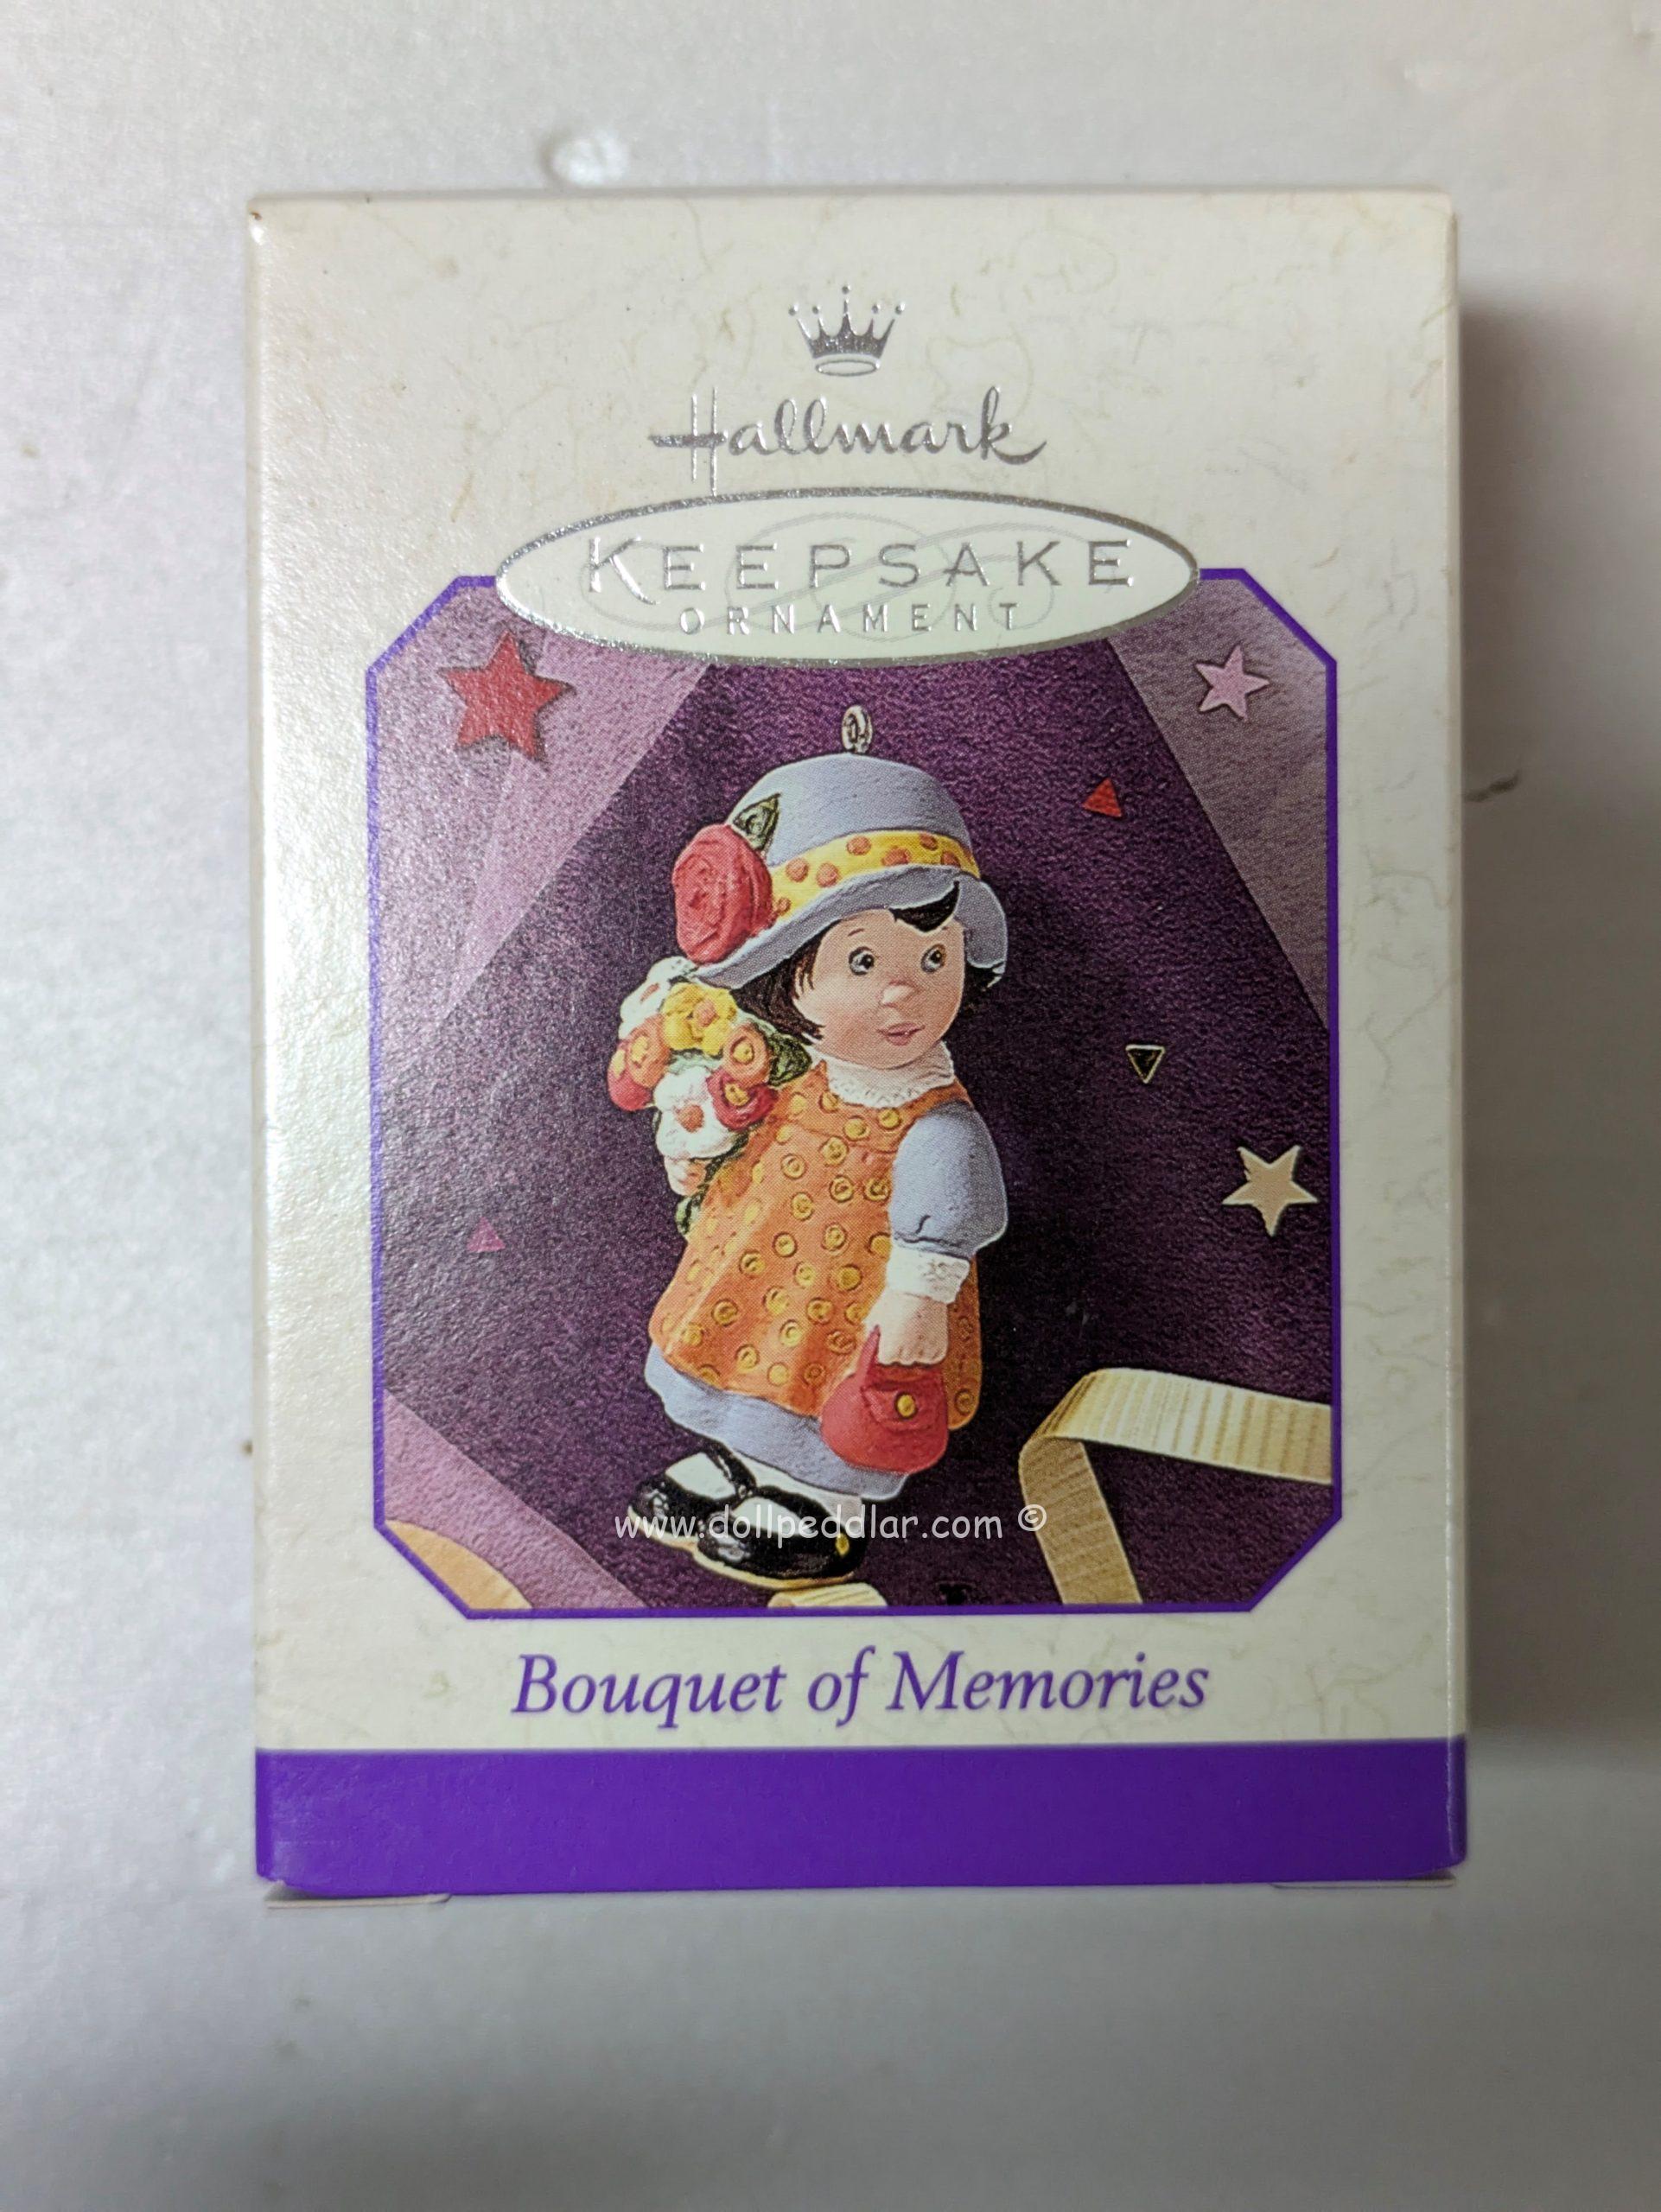 Hallmark
KEEPSAKE
ORNAMENT
www.dollpeddlar.com ©
Bouquet of Memories